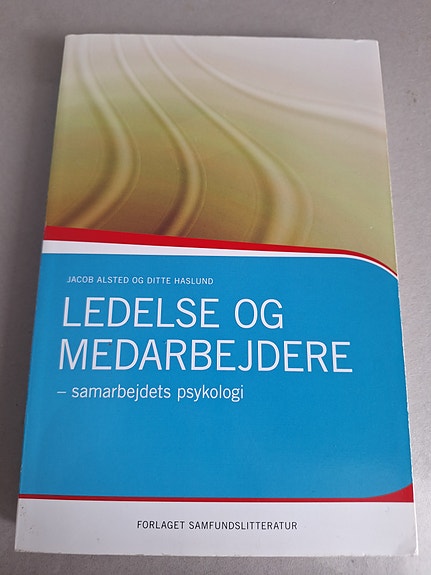 JACOB ALSTED OG DITTE HASLUND
LEDELSE OG
MEDARBEJDERE
– samarbejdets psykologi
FORLAGET SAMFUNDSLITTERATUR